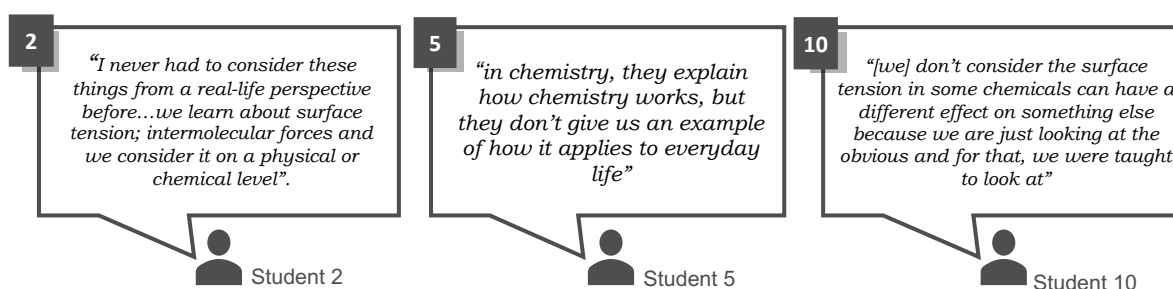 2
“I never had to consider these
things from a real-life perspective
before...we learn about surface
tension; intermolecular forces and
we consider it on a physical or
chemical level”.
Student 2
5
“in chemistry, they explain
how chemistry works, but
they don’t give us an example
of how it applies to everyday
life”
Student 5
10
“[we] don’t consider the surface
tension in some chemicals can have a
different effect on something else
because we are just looking at the
obvious and for that, we were taught
to look at”
Student 10